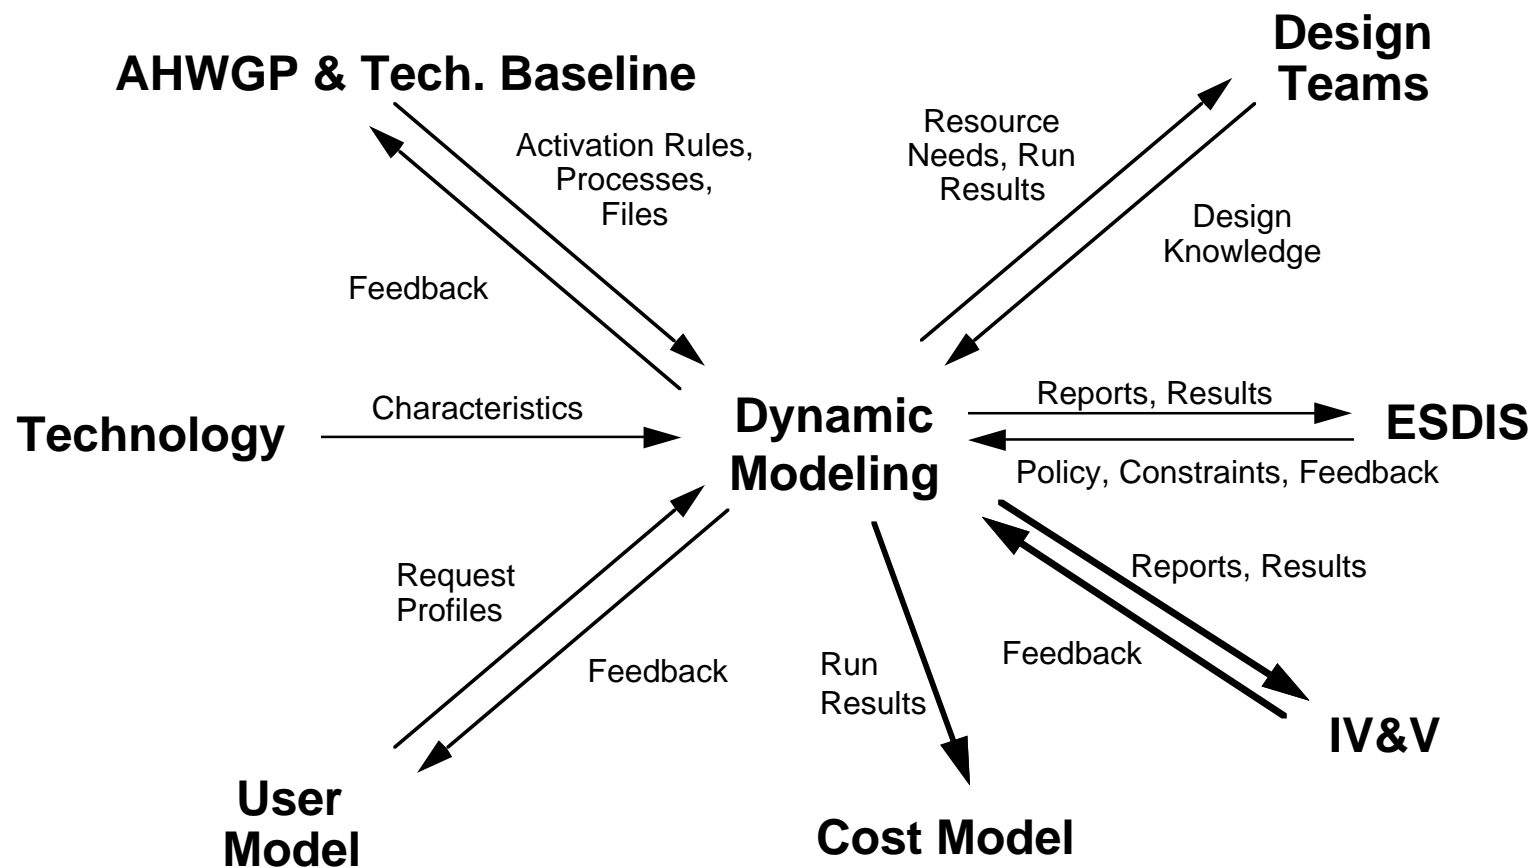 Design
Teams
AHWGP & Tech. Baseline
Resource
Needs, Run
Results
Activation Rules,
Processes,
Files
Design
Knowledge
Feedback
Technology
Characteristics
Dynamic
Modeling
Reports, Results
ESDIS
Policy, Constraints, Feedback
Request
Profiles
Reports, Results
Feedback
Feedback
Run
Results
IV&V
User
Model
Cost Model